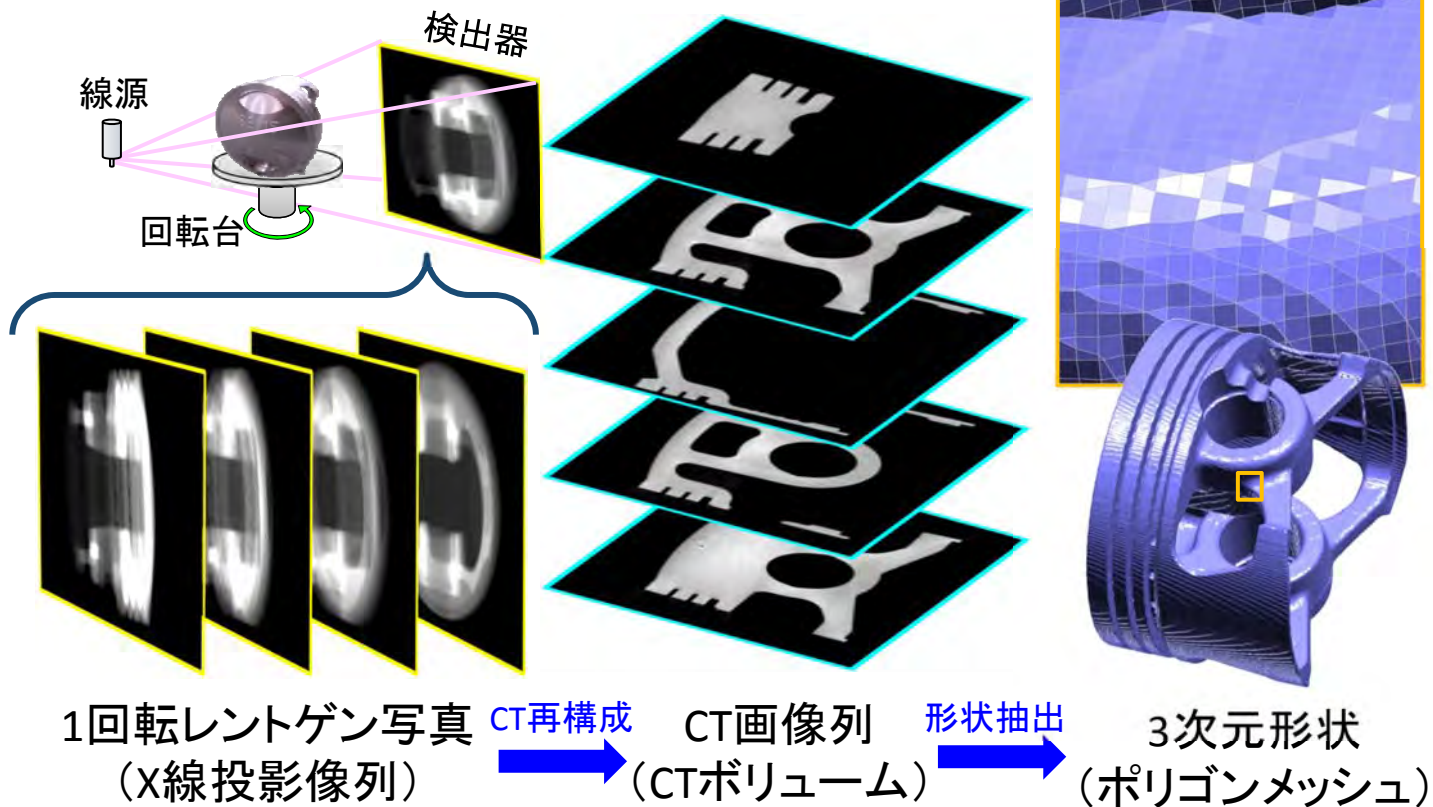 検出器
線源
回転台
1回転レントゲン写真
（X線投影像列）
CT再構成
CT画像列
（CTボリューム）
形状抽出
3次元形状
（ポリゴンメッシュ）